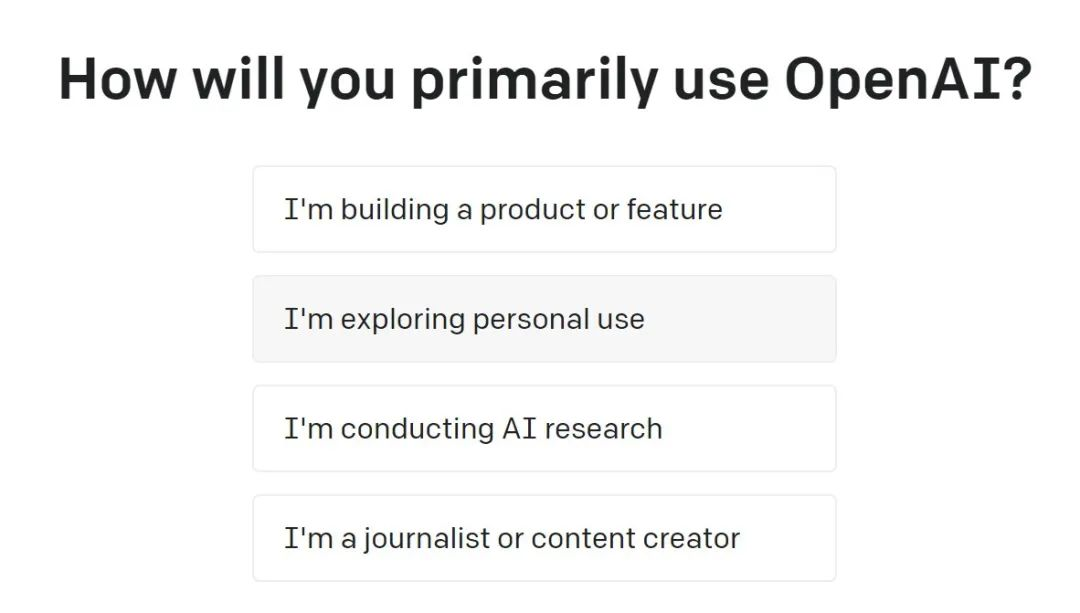 How will you primarily use OpenAI?
I'm building a product or feature
I'm exploring personal use
I'm conducting AI research
I'm a journalist or content creator